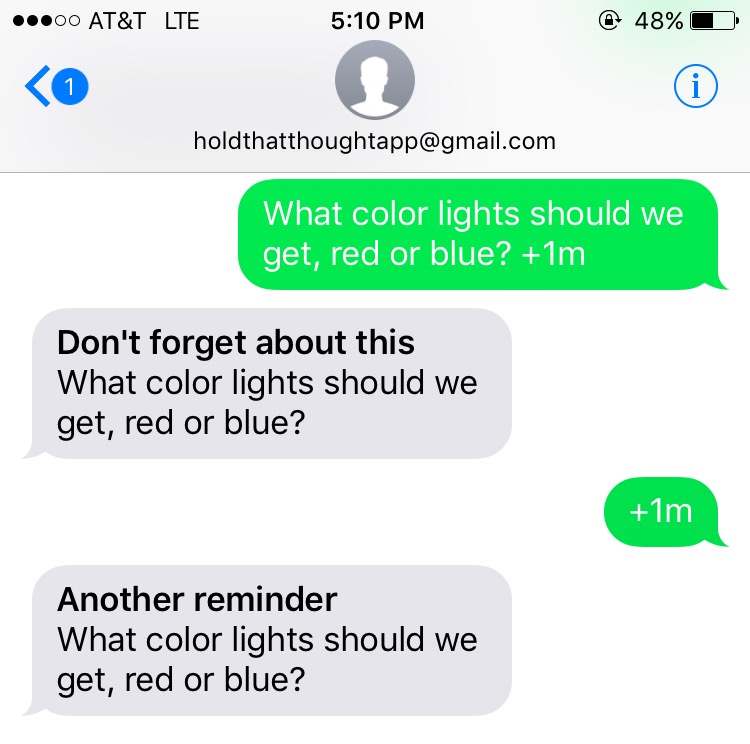 AT&T LTE 5:10 PM 48%
1
i
holdthatthoughtapp@gmail.com
What color lights should we
get, red or blue? +1m
Don't forget about this
What color lights should we
get, red or blue?
+1m
Another reminder
What color lights should we
get, red or blue?